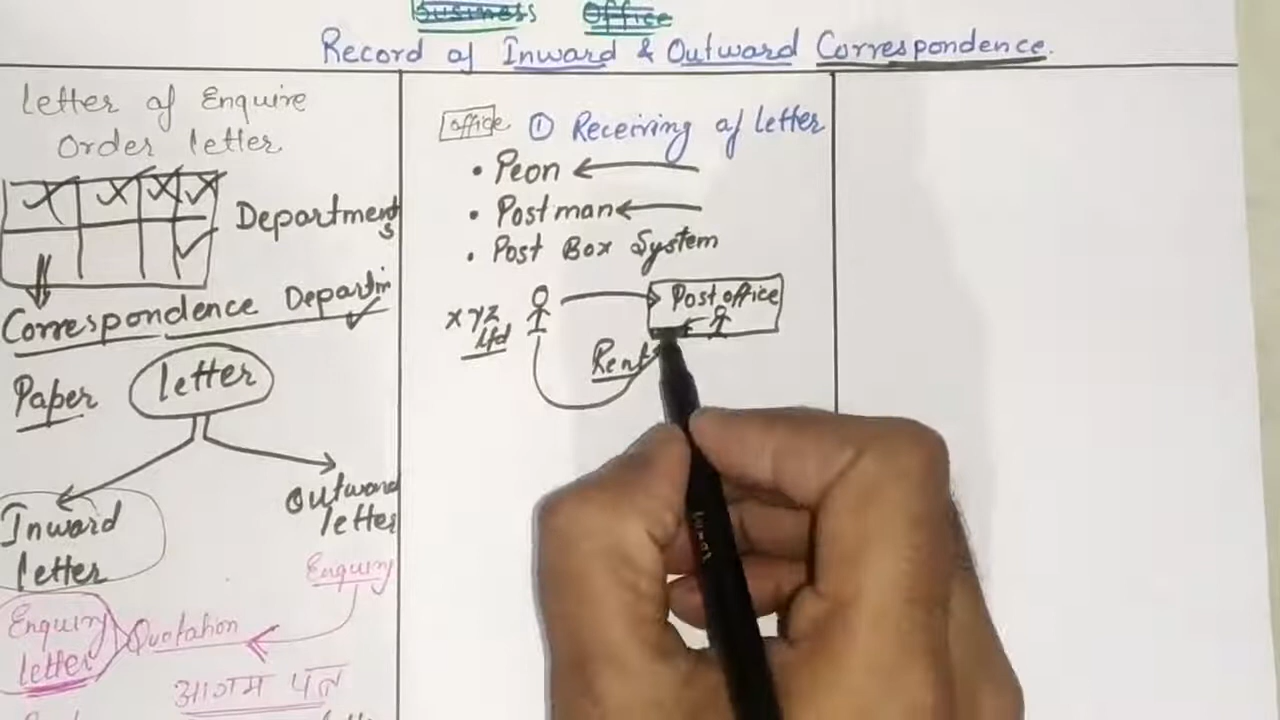 Business Office
Record of Inward & Outward Correspondence.
Letter of Enquire
Order letter
Departments
Correspondence Departm
Paper
letter
Inward
letter
Outward
letter
Enquiry
Enquiry
letter
Quotation
आगम पत्र
office ① Receiving of letter
• Peon
• Postman
• Post Box System
xyz
Ltd
Post office
Rent